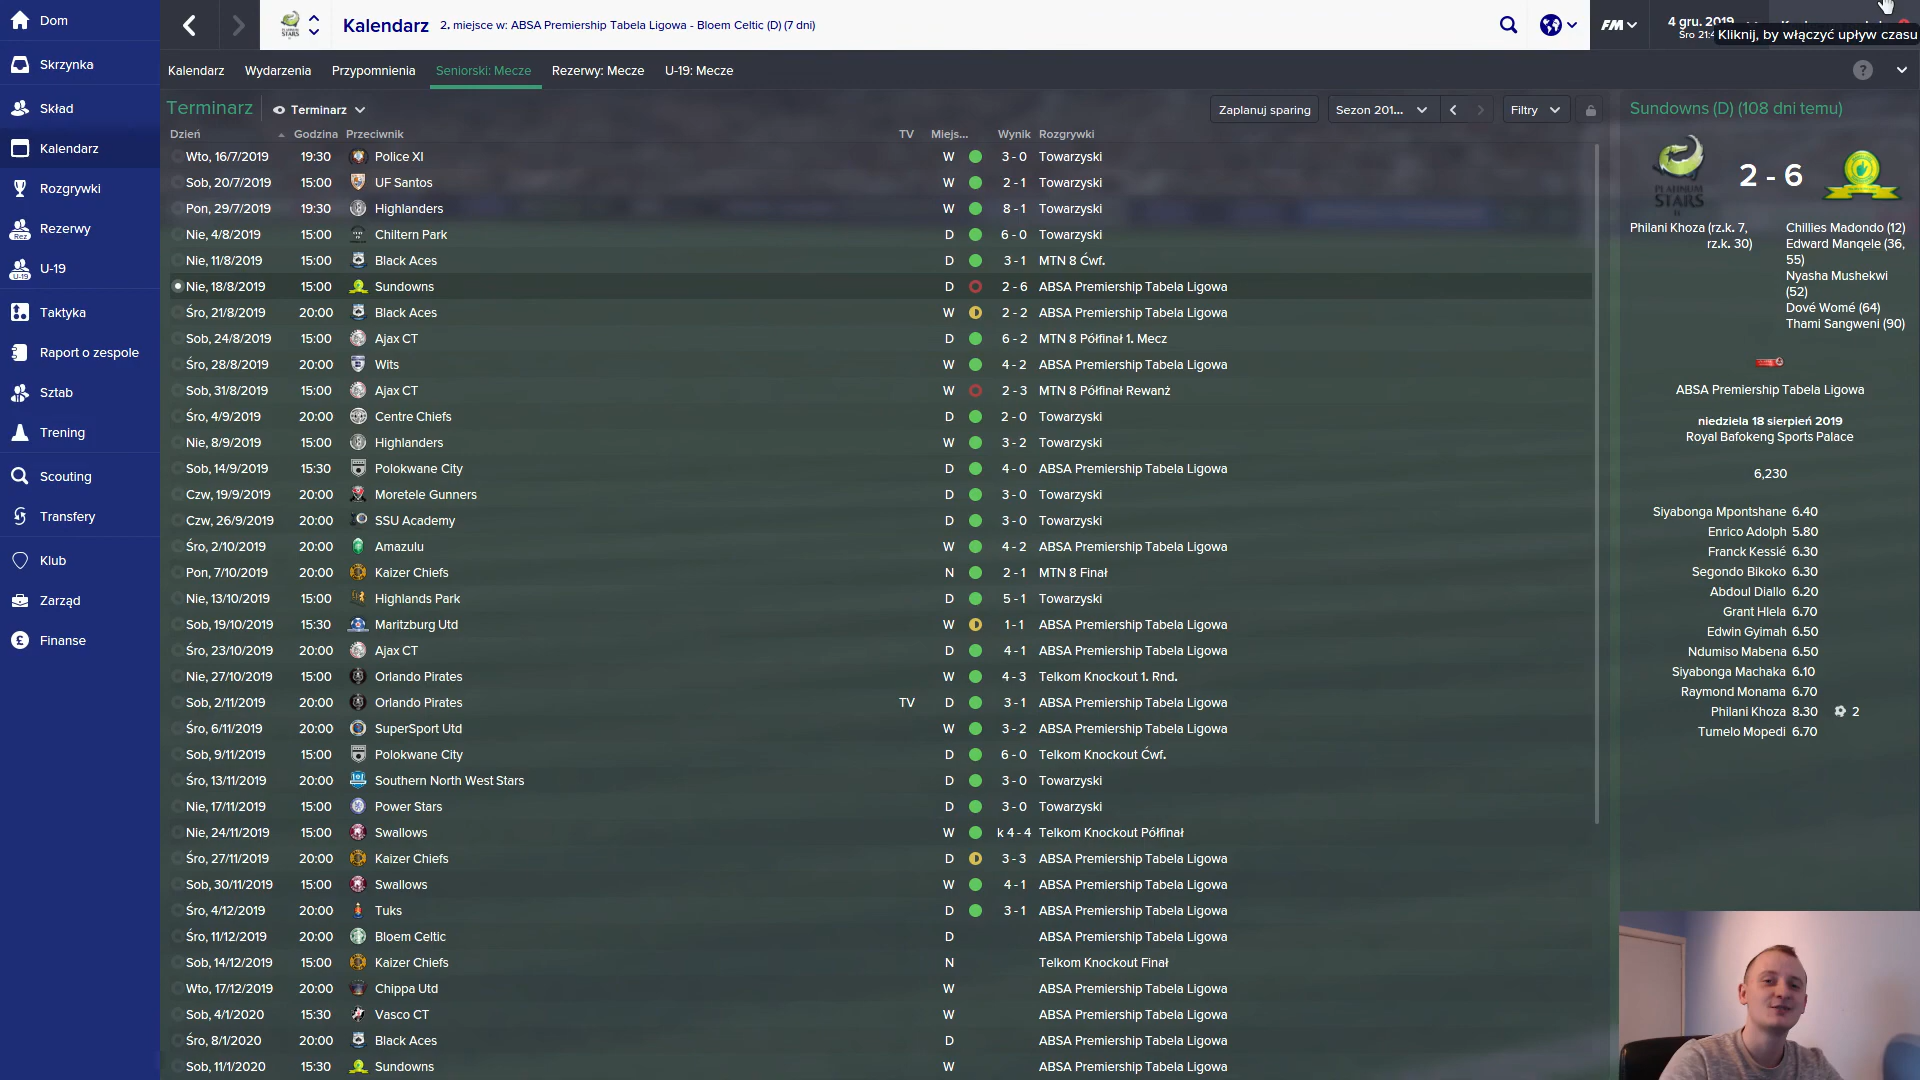 Dom
Skrzynka
Skład
Kalendarz
Rozgrywki
Rezerwy
U-19
Taktyka
Raport o zespole
Sztab
Trening
Scouting
Transfery
Klub
Zarząd
Finanse
Kalendarz 2. miejsce w: ABSA Premiership Tabela Ligowa - Bloem Celtic (D) (7 dni)
FM
4 gru. 2019
Kliknij, by włączyć upływ czasu
Kalendarz Wydarzenia Przypomnienia Seniorski: Mecze Rezerwy: Mecze U-19: Mecze
Terminarz Terminarz Zaplanuj sparing Sezon 201... Filtry
Dzień Godzina Przeciwnik TV Miejs... Wynik Rozgrywki
Wto, 16/7/2019 19:30 Police XI W 3 - 0 Towarzyski
Sob, 20/7/2019 15:00 UF Santos W 2 - 1 Towarzyski
Pon, 29/7/2019 19:30 Highlanders W 8 - 1 Towarzyski
Nie, 4/8/2019 15:00 Chiltern Park D 6 - 0 Towarzyski
Nie, 11/8/2019 15:00 Black Aces D 3 - 1 MTN 8 Ćwf.
Nie, 18/8/2019 15:00 Sundowns D 2 - 6 ABSA Premiership Tabela Ligowa
Śro, 21/8/2019 20:00 Black Aces W 2 - 2 ABSA Premiership Tabela Ligowa
Sob, 24/8/2019 15:00 Ajax CT D 6 - 2 MTN 8 Półfinał 1. Mecz
Śro, 28/8/2019 20:00 Wits W 4 - 2 ABSA Premiership Tabela Ligowa
Sob, 31/8/2019 15:00 Ajax CT W 2 - 3 MTN 8 Półfinał Rewanż
Śro, 4/9/2019 20:00 Centre Chiefs D 2 - 0 Towarzyski
Nie, 8/9/2019 15:00 Highlanders W 3 - 2 Towarzyski
Sob, 14/9/2019 15:30 Polokwane City D 4 - 0 ABSA Premiership Tabela Ligowa
Czw, 19/9/2019 20:00 Moretele Gunners D 3 - 0 Towarzyski
Czw, 26/9/2019 20:00 SSU Academy D 3 - 0 Towarzyski
Śro, 2/10/2019 20:00 Amazulu W 4 - 2 ABSA Premiership Tabela Ligowa
Pon, 7/10/2019 20:00 Kaizer Chiefs N 2 - 1 MTN 8 Finał
Nie, 13/10/2019 15:00 Highlands Park D 5 - 1 Towarzyski
Sob, 19/10/2019 15:30 Maritzburg Utd W 1 - 1 ABSA Premiership Tabela Ligowa
Śro, 23/10/2019 20:00 Ajax CT D 4 - 1 ABSA Premiership Tabela Ligowa
Nie, 27/10/2019 15:00 Orlando Pirates W 4 - 3 Telkom Knockout 1. Rnd.
Sob, 2/11/2019 20:00 Orlando Pirates TV D 3 - 1 ABSA Premiership Tabela Ligowa
Śro, 6/11/2019 20:00 SuperSport Utd W 3 - 2 ABSA Premiership Tabela Ligowa
Sob, 9/11/2019 15:00 Polokwane City D 6 - 0 Telkom Knockout Ćwf.
Śro, 13/11/2019 20:00 Southern North West Stars D 3 - 0 Towarzyski
Nie, 17/11/2019 15:00 Power Stars D 3 - 0 Towarzyski
Nie, 24/11/2019 15:00 Swallows W k 4 - 4 Telkom Knockout Półfinał
Śro, 27/11/2019 20:00 Kaizer Chiefs D 3 - 3 ABSA Premiership Tabela Ligowa
Sob, 30/11/2019 15:00 Swallows W 4 - 1 ABSA Premiership Tabela Ligowa
Śro, 4/12/2019 20:00 Tuks D 3 - 1 ABSA Premiership Tabela Ligowa
Śro, 11/12/2019 20:00 Bloem Celtic D ABSA Premiership Tabela Ligowa
Sob, 14/12/2019 15:00 Kaizer Chiefs N Telkom Knockout Finał
Wto, 17/12/2019 20:00 Chippa Utd W ABSA Premiership Tabela Ligowa
Sob, 4/1/2020 15:30 Vasco CT W ABSA Premiership Tabela Ligowa
Śro, 8/1/2020 20:00 Black Aces D ABSA Premiership Tabela Ligowa
Sob, 11/1/2020 15:30 Sundowns W ABSA Premiership Tabela Ligowa
Sundowns (D) (108 dni temu)
PLATINUM STARS
2 - 6
Philani Khoza (rz.k. 7,
rz.k. 30)
Chillies Madondo (12)
Edward Manqele (36,
55)
Nyasha Mushekwi
(52)
Dové Womé (64)
Thami Sangweni (90)
ABSA Premiership Tabela Ligowa
niedziela 18 sierpień 2019
Royal Bafokeng Sports Palace
6,230
Siyabonga Mpontshane 6.40
Enrico Adolph 5.80
Franck Kessié 6.30
Segondo Bikoko 6.30
Abdoul Diallo 6.20
Grant Hlela 6.70
Edwin Gyimah 6.50
Ndumiso Mabena 6.50
Siyabonga Machaka 6.10
Raymond Monama 6.70
Philani Khoza 8.30 2
Tumelo Mopedi 6.70